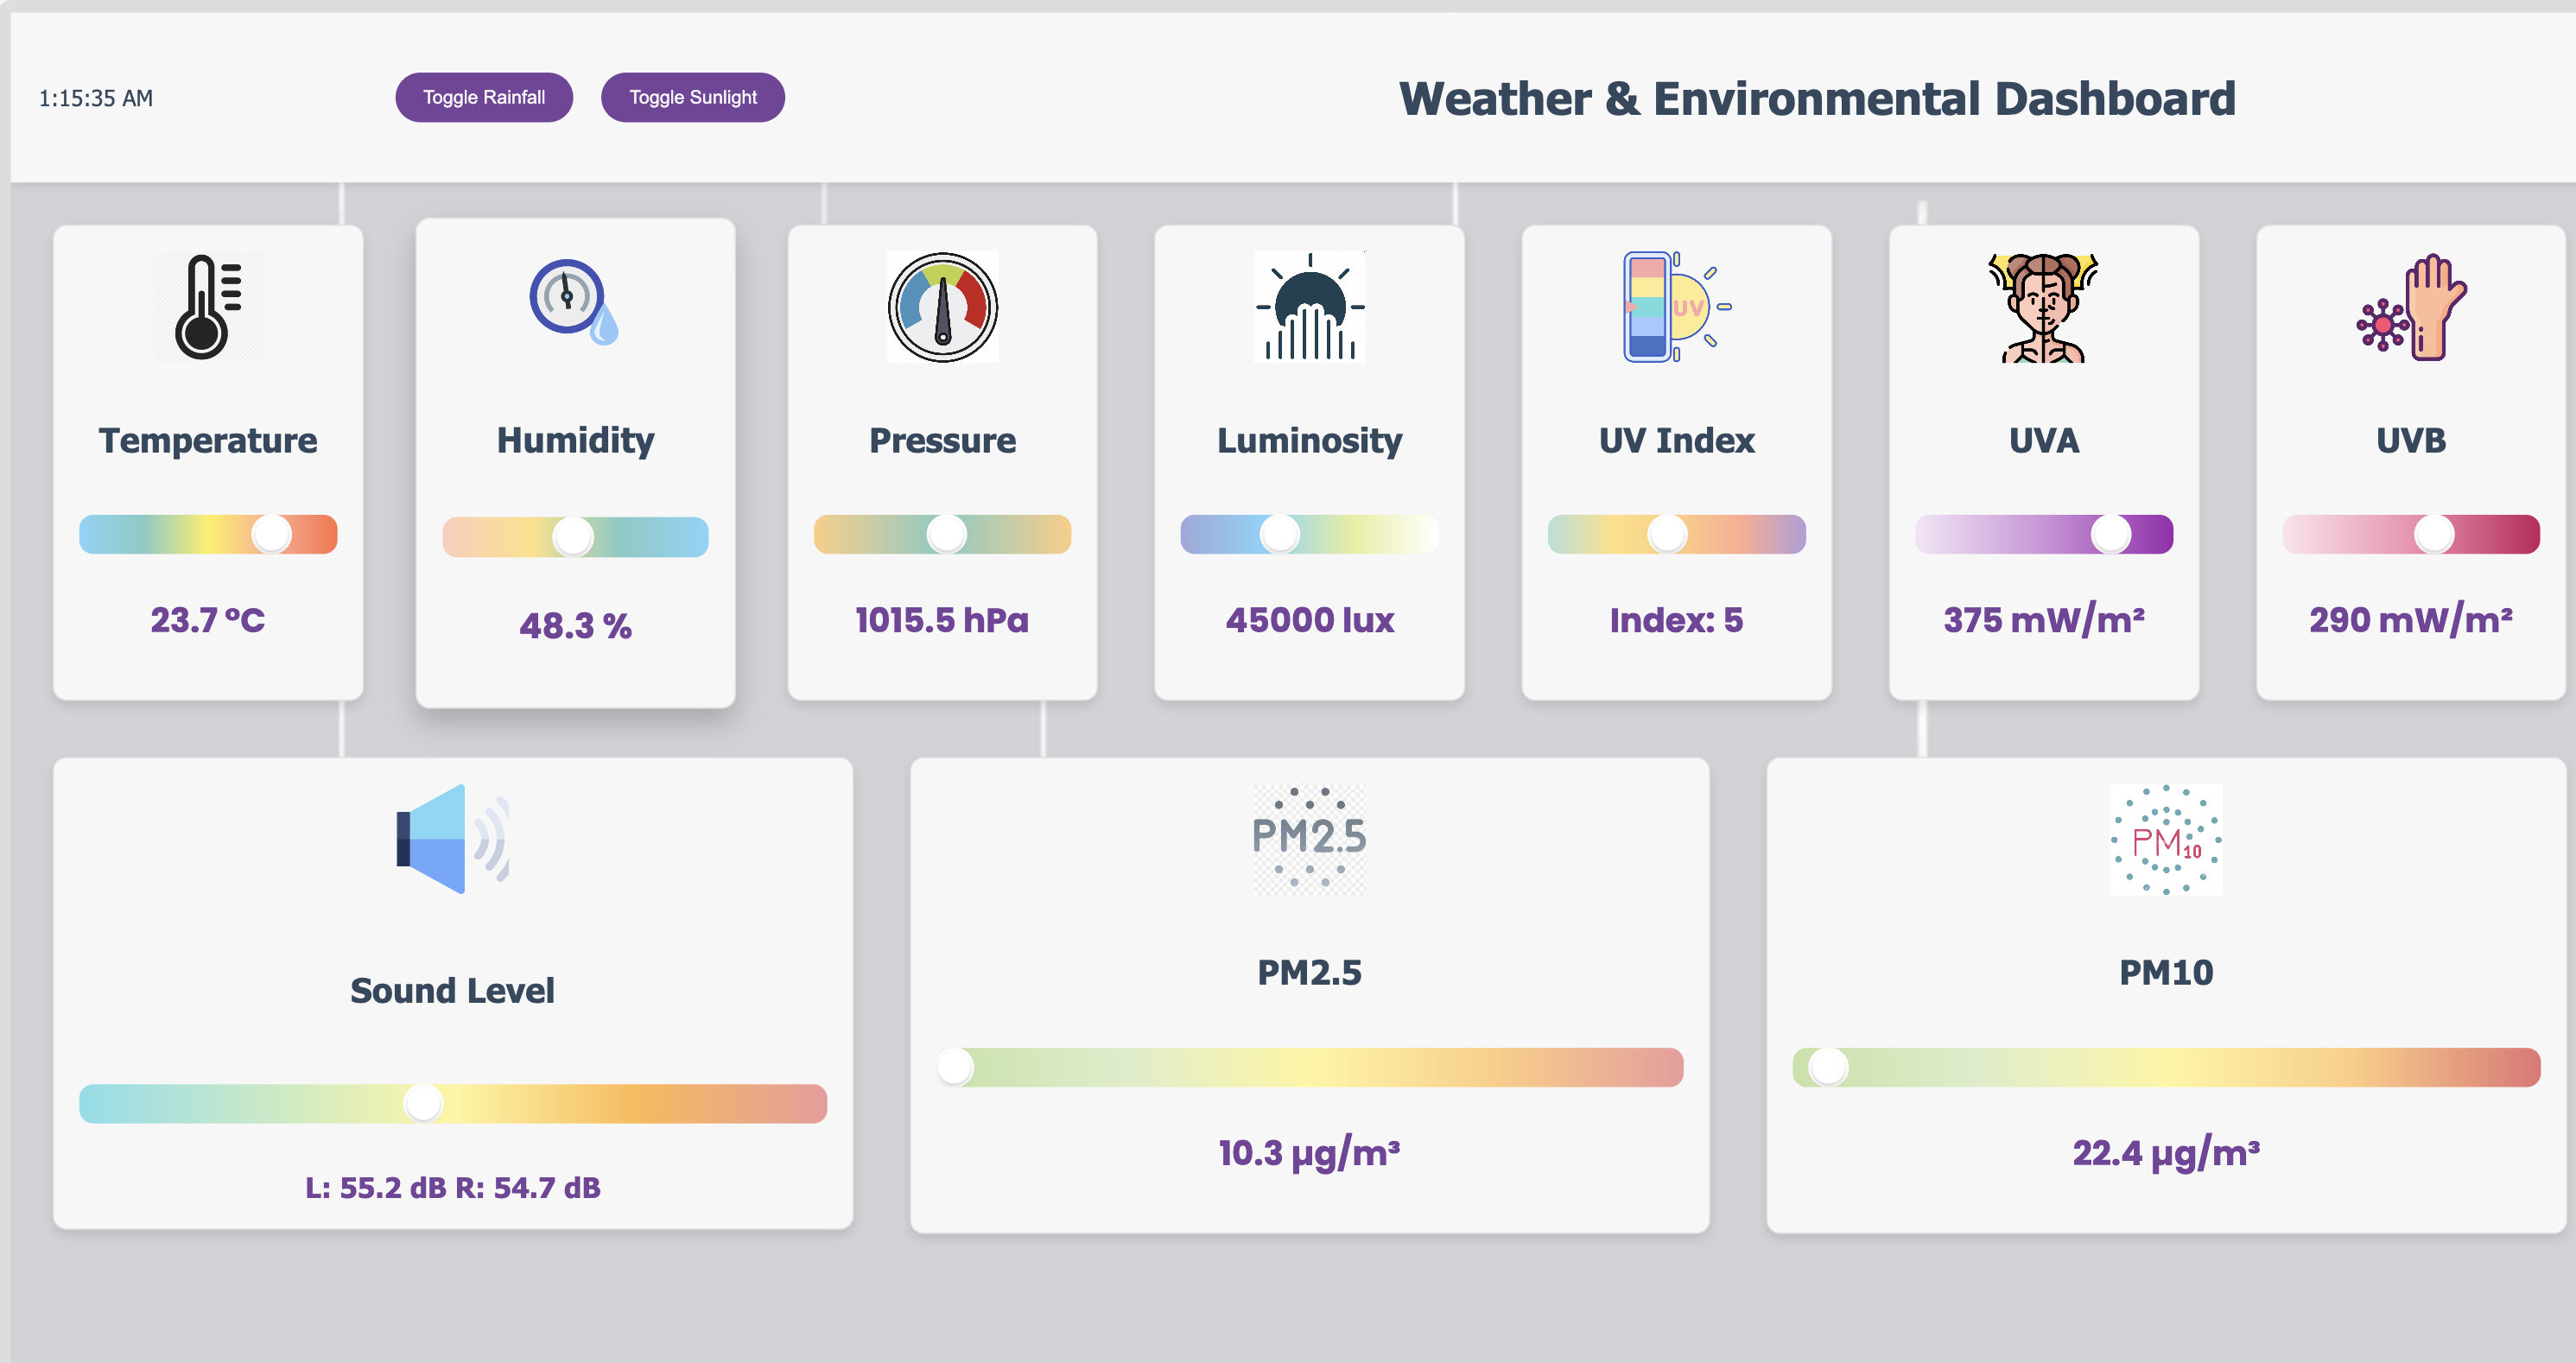 1:15:35 AM
Toggle Rainfall
Toggle Sunlight
Weather & Environmental Dashboard
Temperature
23.7 °C
Humidity
48.3 %
Pressure
1015.5 hPa
Luminosity
45000 lux
UV
UV Index
Index: 5
UVA
375 mW/m²
UVB
290 mW/m²
Sound Level
L: 55.2 dB R: 54.7 dB
PM2.5
PM2.5
10.3 µg/m³
PM10
PM10
22.4 µg/m³